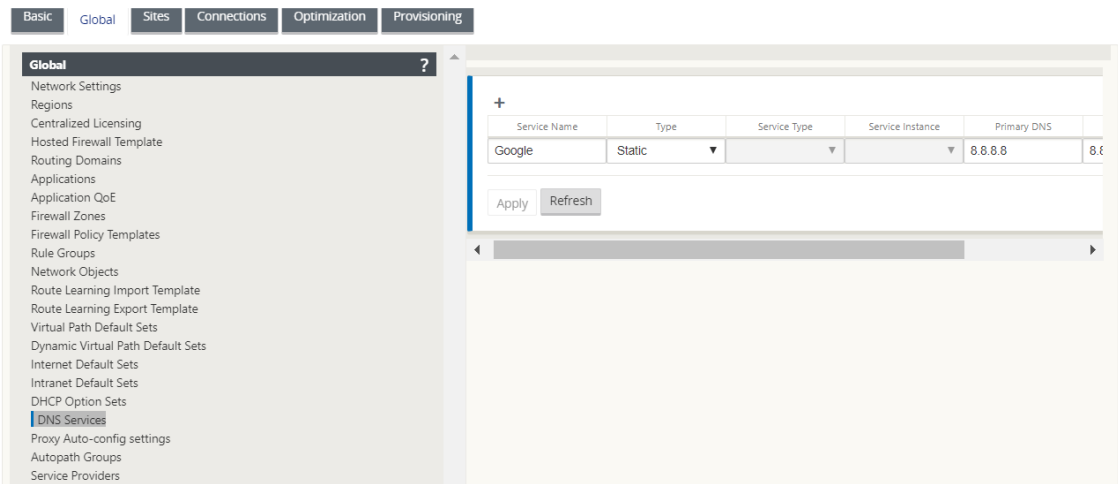 Basic Global Sites Connections Optimization Provisioning
Global ?
Network Settings
Regions
Centralized Licensing
Hosted Firewall Template
Routing Domains
Applications
Application QoE
Firewall Zones
Firewall Policy Templates
Rule Groups
Network Objects
Route Learning Import Template
Route Learning Export Template
Virtual Path Default Sets
Dynamic Virtual Path Default Sets
Internet Default Sets
Intranet Default Sets
DHCP Option Sets
DNS Services
Proxy Auto-config settings
Autopath Groups
Service Providers
+
Service Name Type Service Type Service Instance Primary DNS
Google Static 8.8.8.8
Apply Refresh